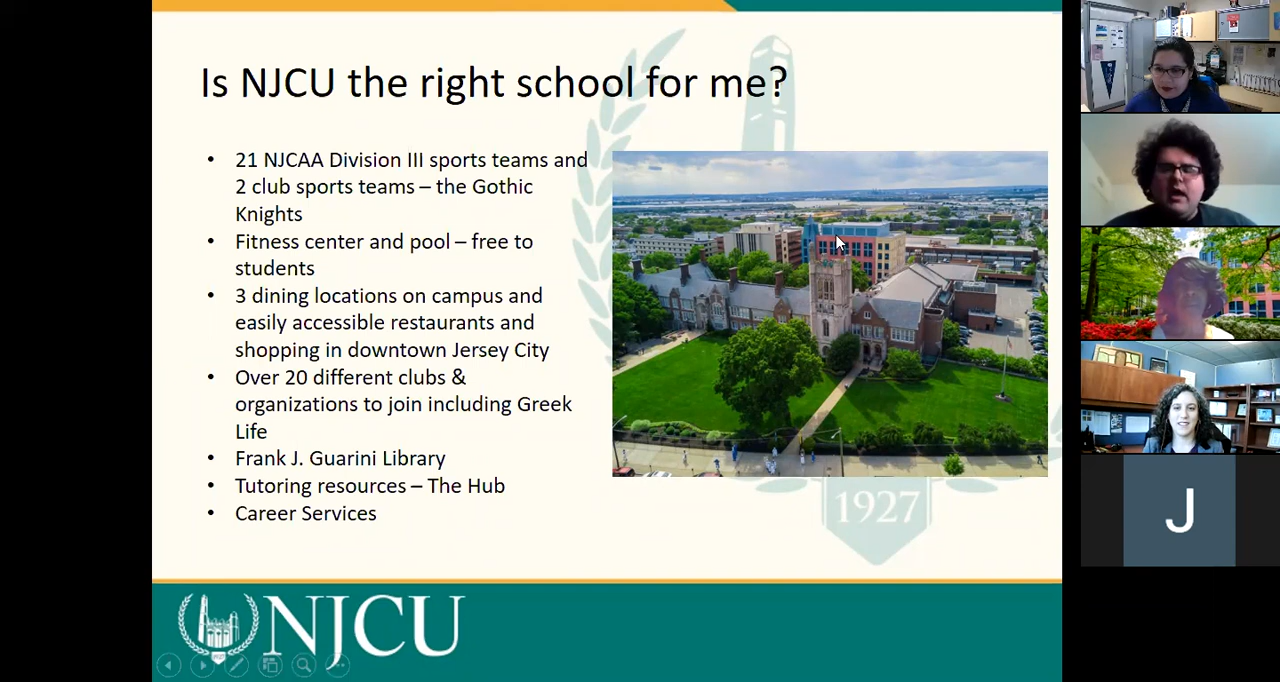 Is NJCU the right school for me?
• 21 NJCAA Division III sports teams and
2 club sports teams – the Gothic
Knights
• Fitness center and pool – free to
students
• 3 dining locations on campus and
easily accessible restaurants and
shopping in downtown Jersey City
• Over 20 different clubs &
organizations to join including Greek
Life
• Frank J. Guarini Library
• Tutoring resources – The Hub
• Career Services
1927
NJCU
J